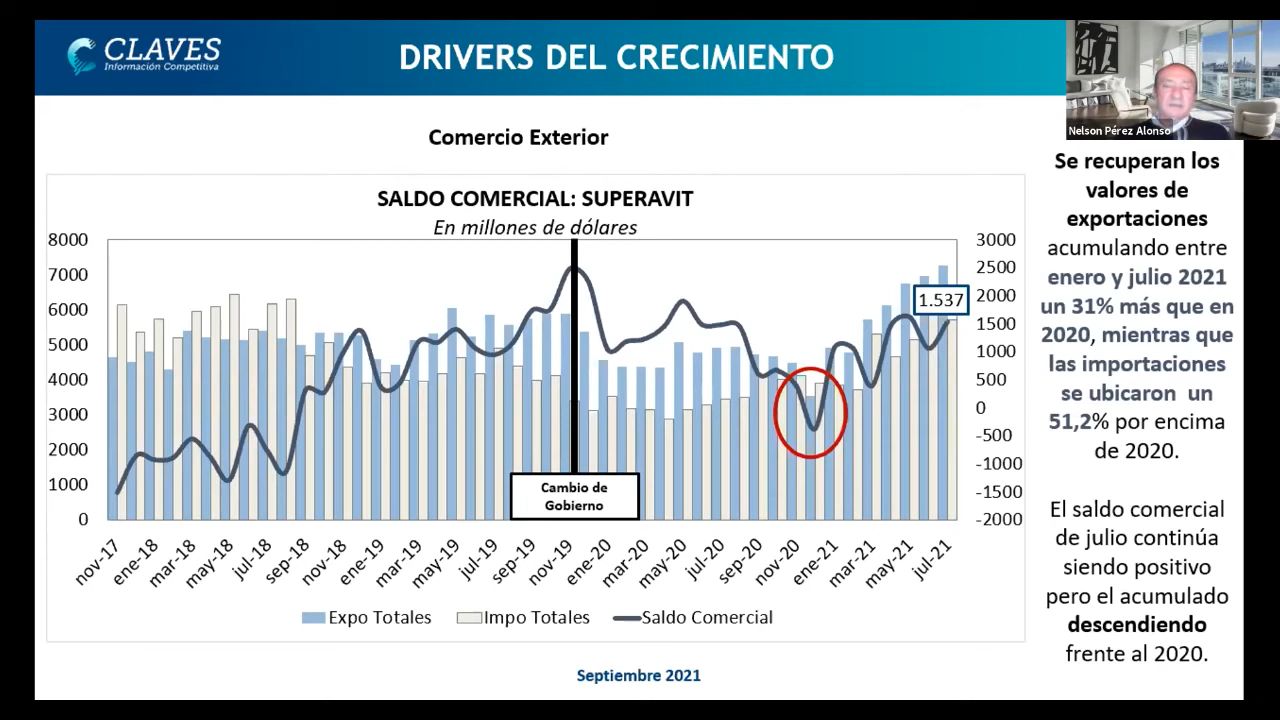 CLAVES
Información Competitiva
DRIVERS DEL CRECIMIENTO
Nelson Pérez Alonso
Comercio Exterior
SALDO COMERCIAL: SUPERAVIT
En millones de dólares
8000
7000
6000
5000
4000
3000
2000
1000
0
3000
2500
2000
1500
1000
500
0
-500
-1000
-1500
-2000
1.537
Cambio de
Gobierno
nov-17
ene-18
mar-18
may-18
jul-18
sep-18
nov-18
ene-19
mar-19
may-19
jul-19
sep-19
nov-19
ene-20
mar-20
may-20
jul-20
sep-20
nov-20
ene-21
mar-21
may-21
jul-21
Expo Totales
Impo Totales
Saldo Comercial
Se recuperan los
valores de
exportaciones
acumulando entre
enero y julio 2021
un 31% más que en
2020, mientras que
las importaciones
se ubicaron un
51,2% por encima
de 2020.
El saldo comercial
de julio continúa
siendo positivo
pero el acumulado
descendiendo
frente al 2020.
Septiembre 2021